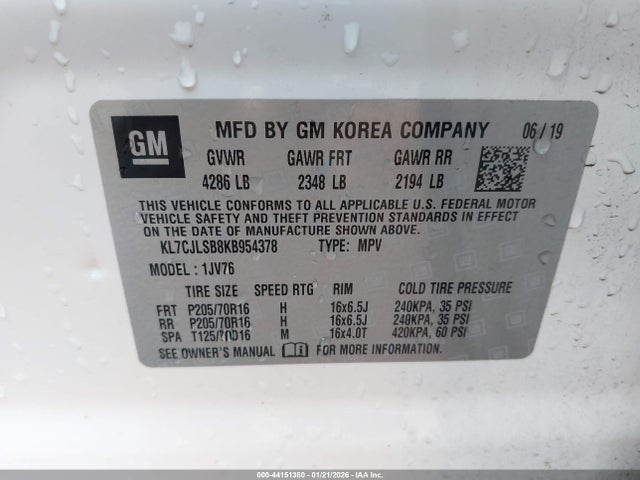 GM
MFD BY GM KOREA COMPANY 06/19
GVWR GAWR FRT GAWR RR
4286 LB 2348 LB 2194 LB
THIS VEHICLE CONFORMS TO ALL APPLICABLE U.S. FEDERAL MOTOR
VEHICLE SAFETY AND THEFT PREVENTION STANDARDS IN EFFECT
ON THE DATE OF MANUFACTURE SHOWN ABOVE.
KL7CJLSB8KB954378 TYPE: MPV
MODEL : 1JV76
TIRE SIZE SPEED RTG RIM COLD TIRE PRESSURE
FRT P205/70R16 H 16x6.5J 240KPA, 35 PSI
RR P205/70R16 H 16x6.5J 240KPA, 35 PSI
SPA T125/70D16 M 16x4.0T 420KPA, 60 PSI
SEE OWNER'S MANUAL FOR MORE INFORMATION
000-44151380 - 01/21/2026 - IAA Inc.